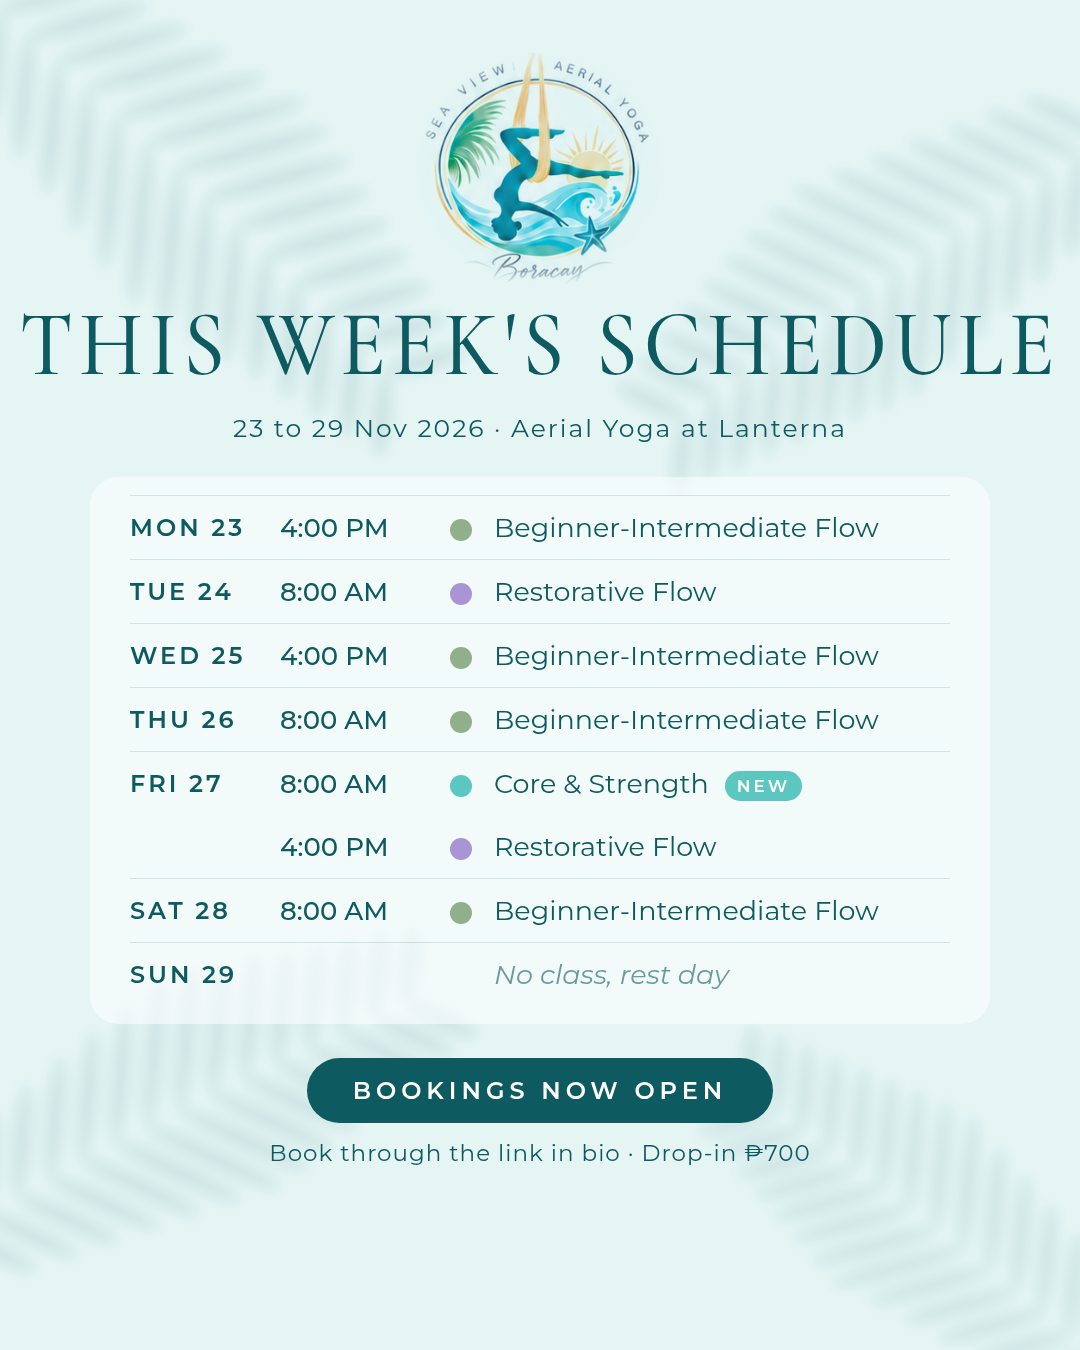 SEA VIEW AERIAL YOGA
Boracay
THIS WEEK'S SCHEDULE
23 to 29 Nov 2026 · Aerial Yoga at Lanterna
MON 23 4:00 PM Beginner-Intermediate Flow
TUE 24 8:00 AM Restorative Flow
WED 25 4:00 PM Beginner-Intermediate Flow
THU 26 8:00 AM Beginner-Intermediate Flow
FRI 27 8:00 AM Core & Strength NEW
4:00 PM Restorative Flow
SAT 28 8:00 AM Beginner-Intermediate Flow
SUN 29 No class, rest day
BOOKINGS NOW OPEN
Book through the link in bio · Drop-in ₱700